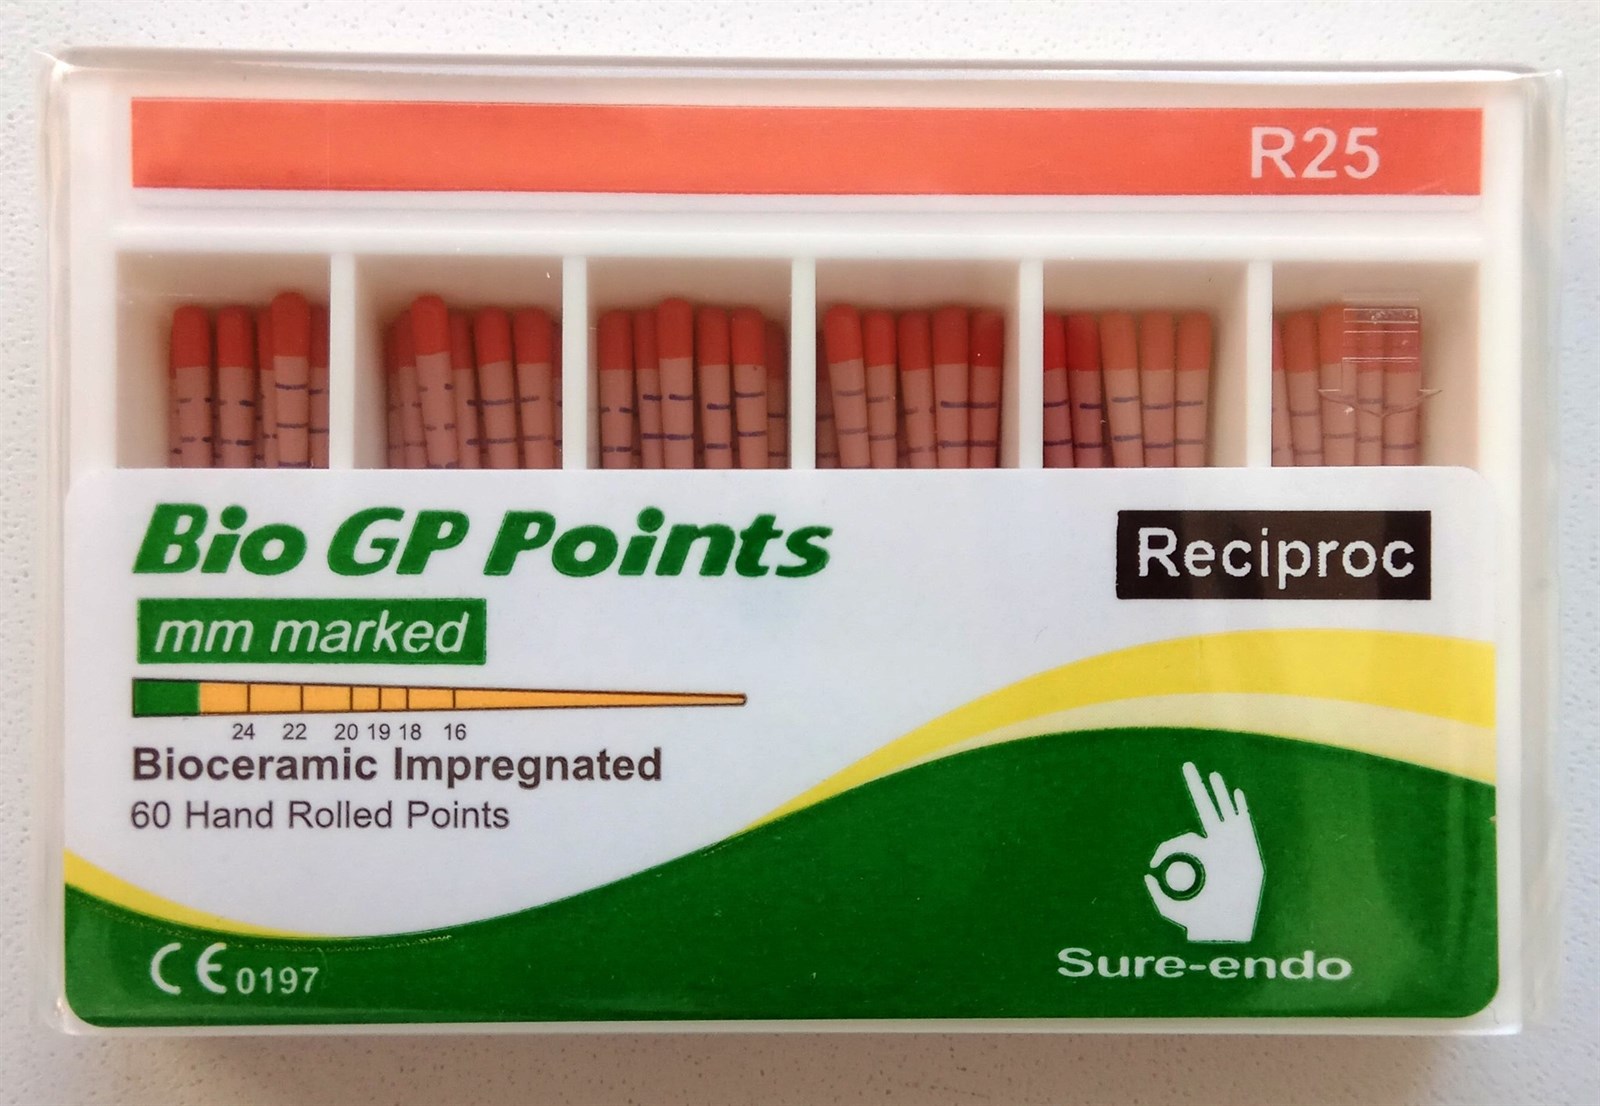 R25
Bio GP Points
Reciproc
mm marked
24 22 20 19 18 16
Bioceramic Impregnated
60 Hand Rolled Points
CE 0197
Sure-endo